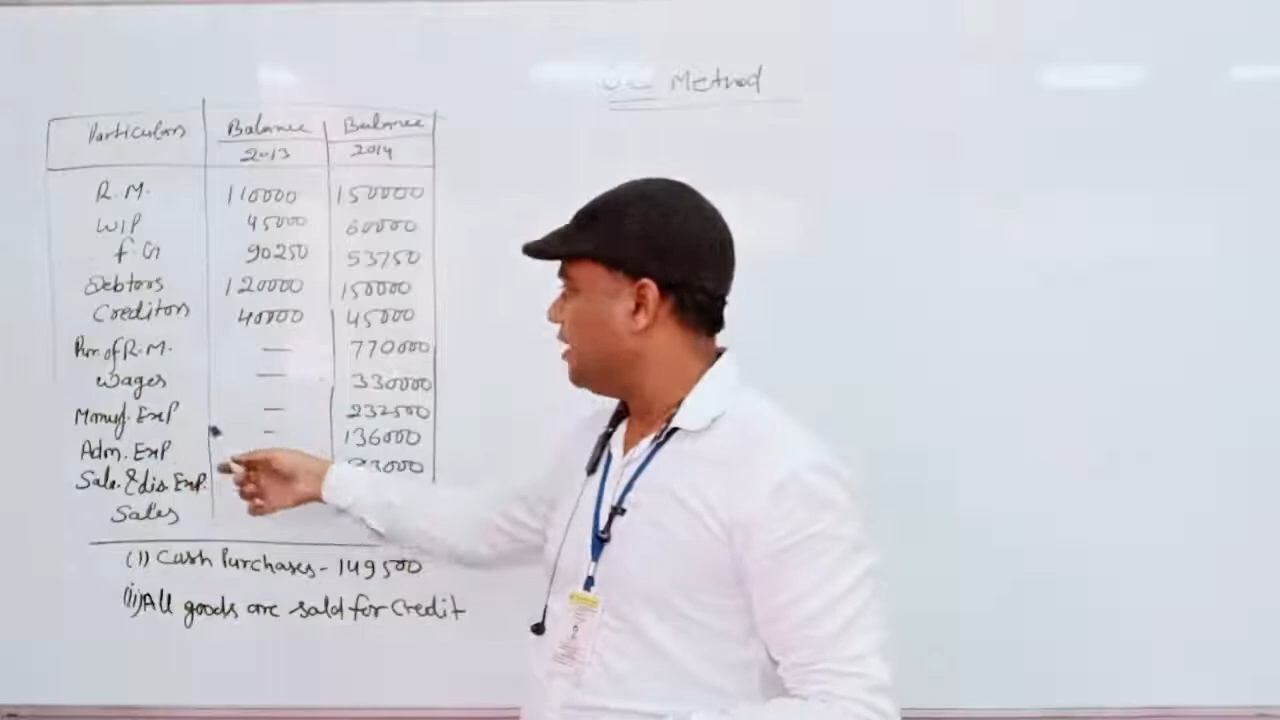 Method
Particulars Balance Balance
2013 2014
R.M. 110000 150000
WIP 45000 60000
F.G 90250 53750
Debtors 120000 150000
Creditors 40000 45000
Pur. of R.M. — 770000
Wages — 330000
Manuf. Exp — 232500
Adm. Exp - 136000
Sale. & dis. Exp.
Sales
(i) Cash Purchases - 149500
(ii) All goods are sold for credit